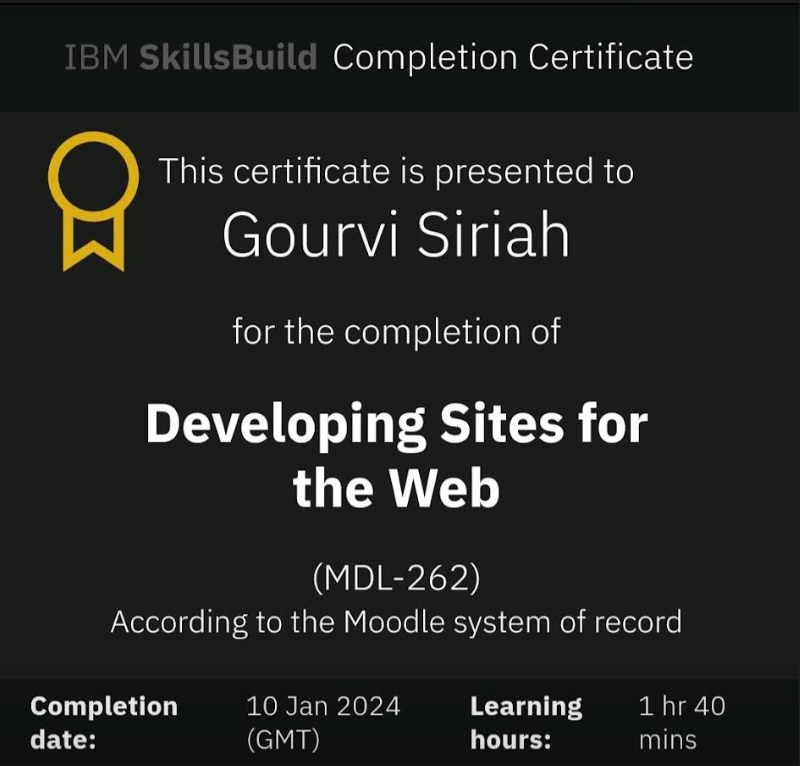 IBM SkillsBuild Completion Certificate
This certificate is presented to
Gourvi Siriah
for the completion of
Developing Sites for
the Web
(MDL-262)
According to the Moodle system of record
Completion date: 10 Jan 2024 (GMT) Learning hours: 1 hr 40 mins